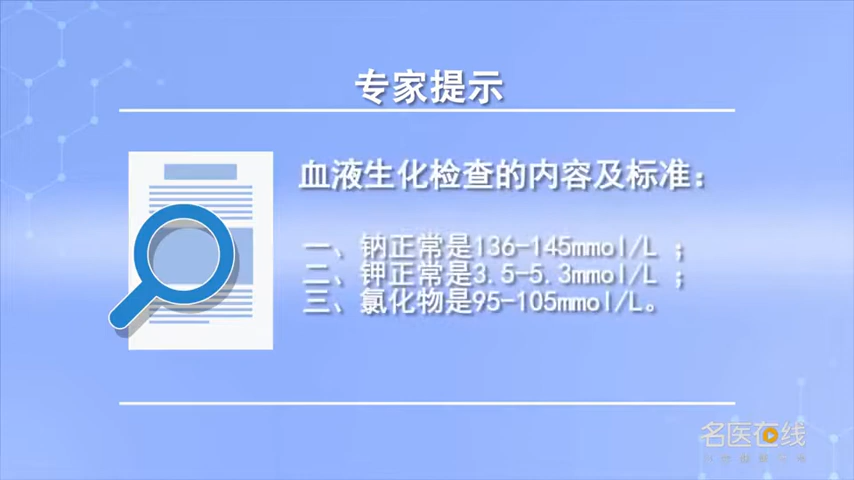 专家提示
血液生化检查的内容及标准：
一、钠正常是136-145mmol/L ；
二、钾正常是3.5-5.3mmol/L ；
三、氯化物是95-105mmol/L。
名医在线